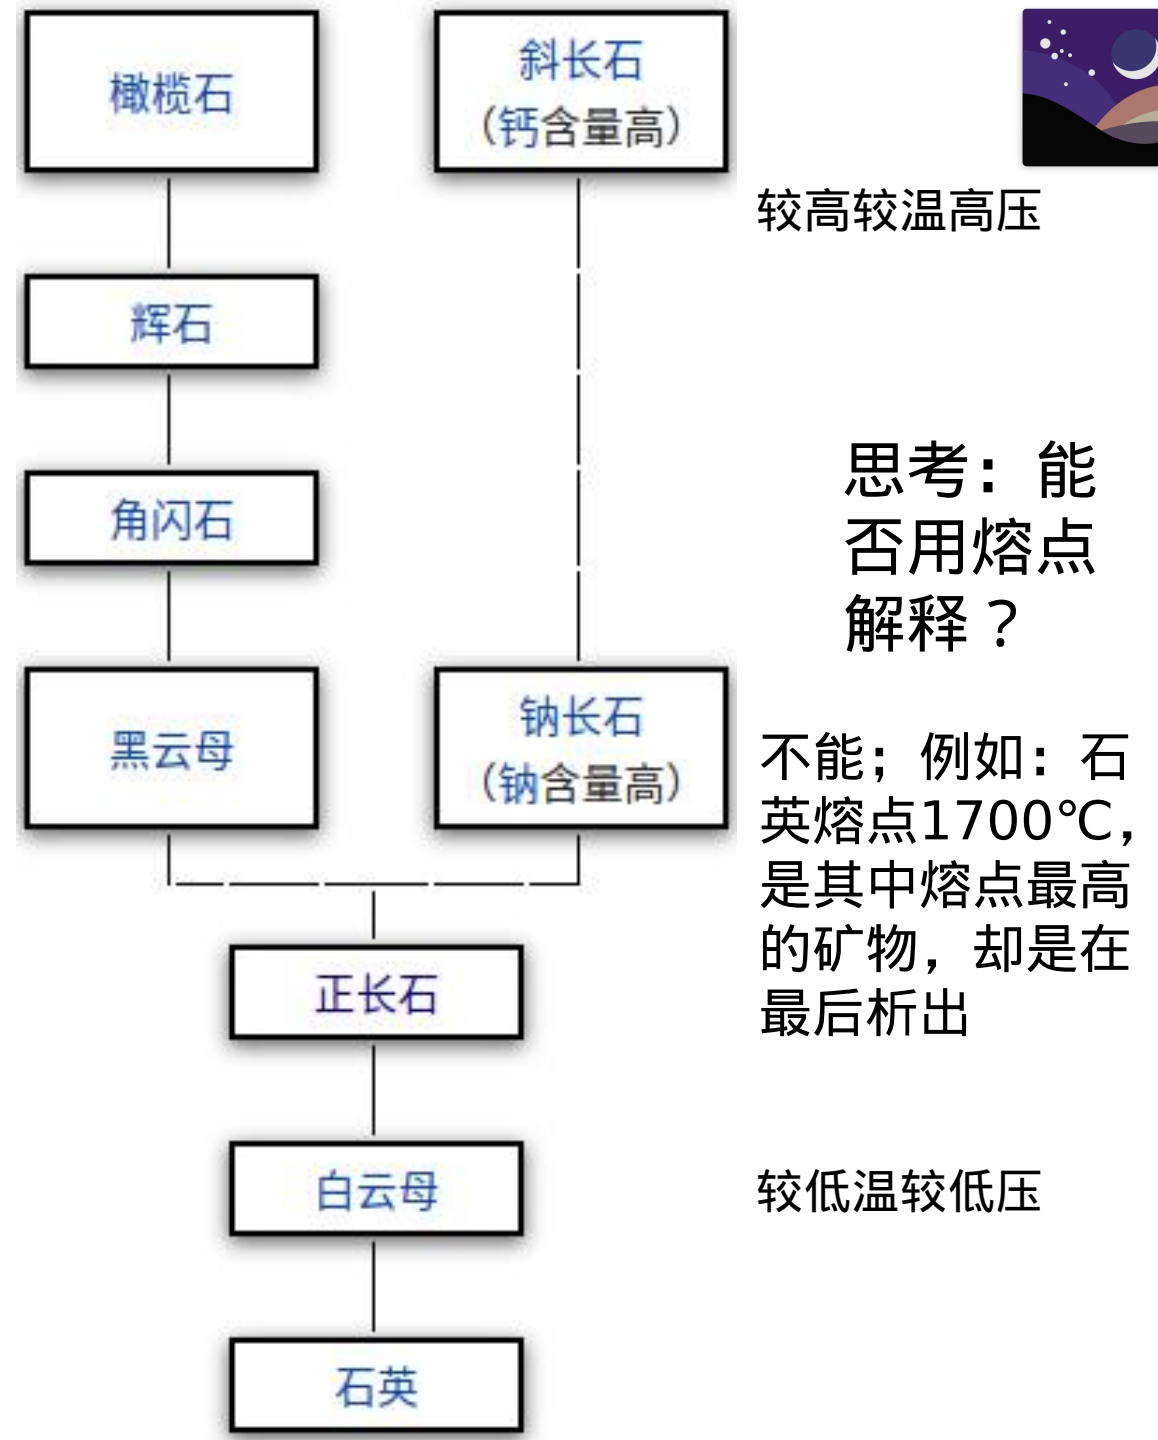 橄榄石
斜长石
（钙含量高）
较高较温高压
辉石
角闪石
思考：能
否用熔点
解释？
黑云母
钠长石
（钠含量高）
不能；例如：石
英熔点1700℃，
是其中熔点最高
的矿物，却是在
最后析出
正长石
白云母
较低温较低压
石英